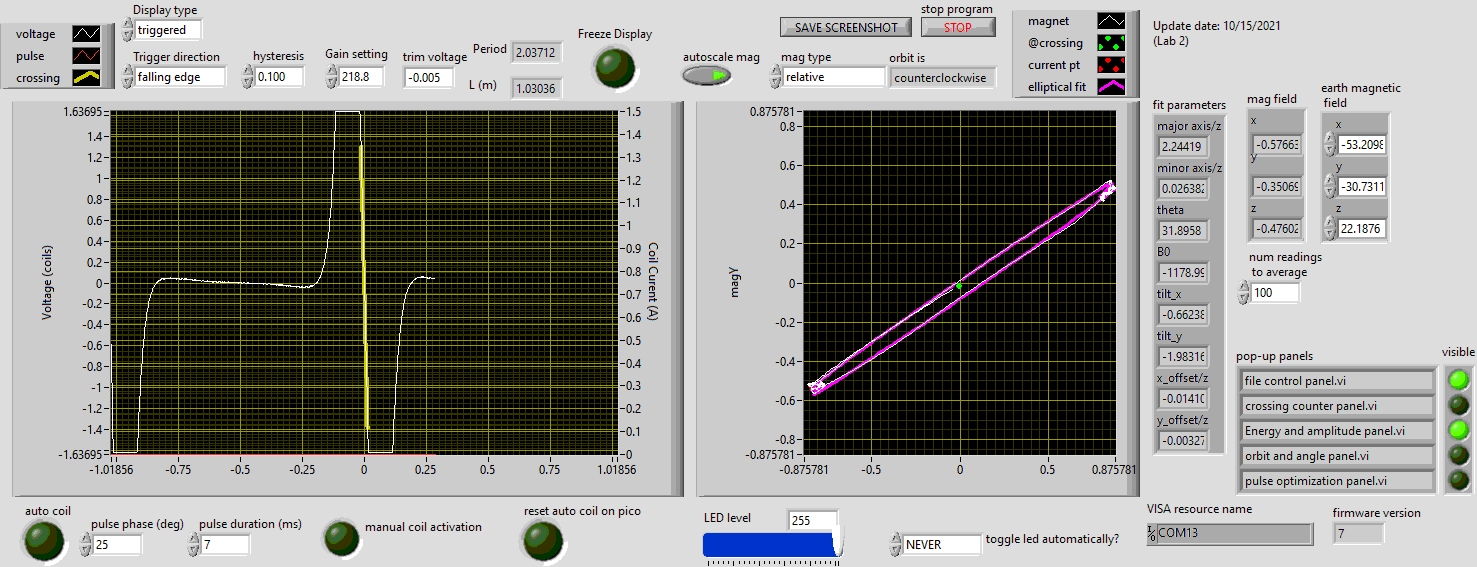 voltage
pulse
crossing
Display type
triggered
Trigger direction
falling edge
hysteresis
0.100
Gain setting
218.8
trim voltage
-0.005
Period
2.03712
L (m)
1.03036
Freeze Display
SAVE SCREENSHOT
stop program
STOP
autoscale mag
mag type
relative
orbit is
counterclockwise
magnet
@crossing
current pt
elliptical fit
Update date: 10/15/2021
(Lab 2)
Voltage (coils)
1.63695
1.4
1.2
1
0.8
0.6
0.4
0.2
0
-0.2
-0.4
-0.6
-0.8
-1
-1.2
-1.4
-1.63695
-1.01856
-0.75
-0.5
-0.25
0
0.25
0.5
0.75
1.01856
1.5
1.4
1.3
1.2
1.1
1
0.9
0.8
0.7
0.6
0.5
0.4
0.3
0.2
0.1
0
Coil Current (A)
magy
0.875781
0.8
0.6
0.4
0.2
0
-0.2
-0.4
-0.6
-0.8
-0.875781
-0.875781
-0.5
0
0.5
0.875781
fit parameters
major axis/z
2.24419
minor axis/z
0.026382
theta
31.8958
B0
-1178.99
tilt_x
-0.66238
tilt_y
-1.98316
x_offset/z
-0.01410
y_offset/z
-0.00327
mag field
x
-0.57663
y
-0.35069
z
-0.47602
earth magnetic
field
x
-53.2098
y
-30.7311
z
22.1876
num readings
to average
100
pop-up panels
visible
file control panel.vi
crossing counter panel.vi
Energy and amplitude panel.vi
orbit and angle panel.vi
pulse optimization panel.vi
auto coil
pulse phase (deg)
25
pulse duration (ms)
7
manual coil activation
reset auto coil on pico
LED level
255
NEVER
toggle led automatically?
VISA resource name
COM13
firmware version
7